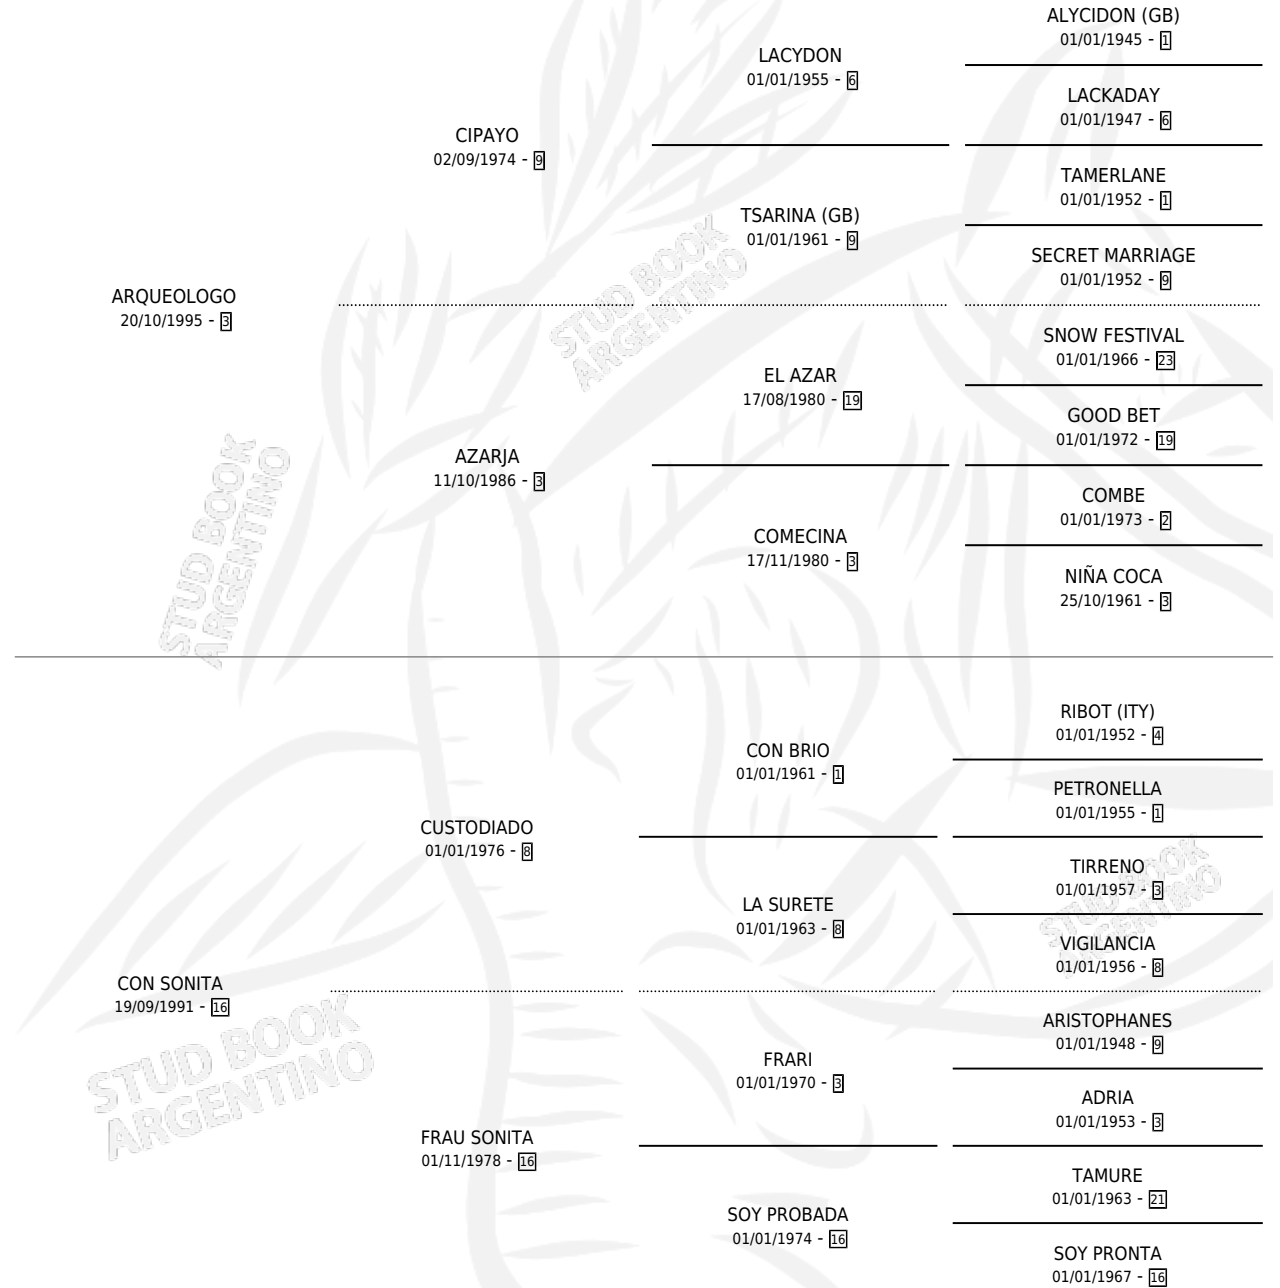 ALYCIDON (GB)
01/01/1945 - 1
LACYDON
01/01/1955 - 6
LACKADAY
01/01/1947 - 6
CIPAYO
02/09/1974 - 9
TAMERLANE
01/01/1952 - 1
TSARINA (GB)
01/01/1961 - 9
SECRET MARRIAGE
01/01/1952 - 9
ARQUEOLOGO
20/10/1995 - 3
SNOW FESTIVAL
01/01/1966 - 23
EL AZAR
17/08/1980 - 19
GOOD BET
01/01/1972 - 19
AZARJA
11/10/1986 - 3
COMBE
01/01/1973 - 2
COMECINA
17/11/1980 - 3
NIÑA COCA
25/10/1961 - 3
STUD BOOK
ARGENTINO
STUD BOOK
ARGENTINO
RIBOT (ITY)
01/01/1952 - 4
CON BRIO
01/01/1961 - 1
PETRONELLA
01/01/1955 - 1
CUSTODIADO
01/01/1976 - 8
TIRRENO
01/01/1957 - 3
LA SURETE
01/01/1963 - 8
VIGILANCIA
01/01/1956 - 8
STUD BOOK
ARGENTINO
CON SONITA
19/09/1991 - 16
ARISTOPHANES
01/01/1948 - 9
FRARI
01/01/1970 - 3
ADRIA
01/01/1953 - 3
STUD BOOK
ARGENTINO
FRAU SONITA
01/11/1978 - 16
TAMURE
01/01/1963 - 21
SOY PROBADA
01/01/1974 - 16
SOY PRONTA
01/01/1967 - 16